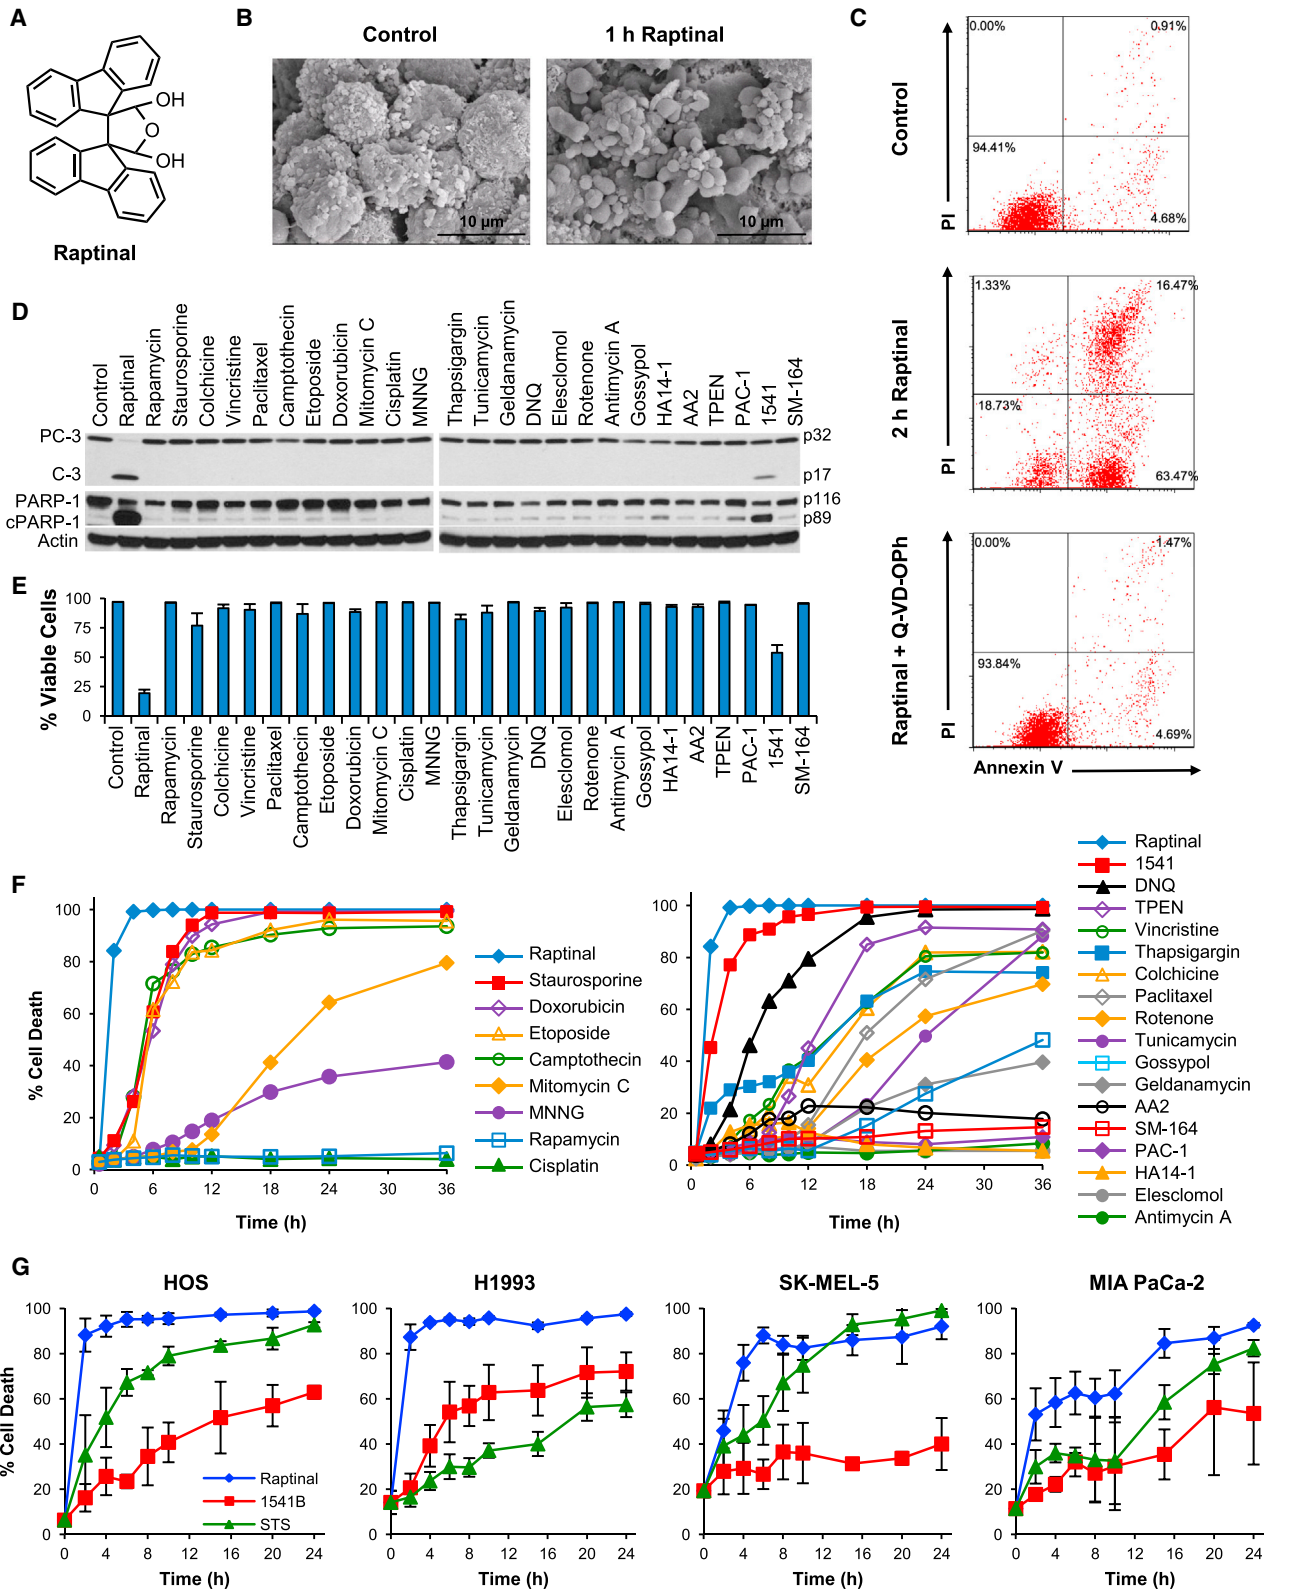 A
OH
O
OH
Raptinal
B
Control
1 h Raptinal
10 µm
10 µm
C
Control
PI
0.00%
0.91%
94.41%
4.68%
2 h Raptinal
PI
1.33%
16.47%
18.73%
63.47%
Raptinal + Q-VD-OPh
PI
0.00%
1.47%
93.84%
4.69%
Annexin V
D
Control
Raptinal
Rapamycin
Staurosporine
Colchicine
Vincristine
Paclitaxel
Camptothecin
Etoposide
Doxorubicin
Mitomycin C
Cisplatin
MNNG
Thapsigargin
Tunicamycin
Geldanamycin
DNQ
Elesclomol
Rotenone
Antimycin A
Gossypol
HA14-1
AA2
TPEN
PAC-1
1541
SM-164
PC-3
p32
C-3
p17
PARP-1
p116
cPARP-1
p89
Actin
E
% Viable Cells
100
75
50
25
0
Control
Raptinal
Rapamycin
Staurosporine
Colchicine
Vincristine
Paclitaxel
Camptothecin
Etoposide
Doxorubicin
Mitomycin C
Cisplatin
MNNG
Thapsigargin
Tunicamycin
Geldanamycin
DNQ
Elesclomol
Rotenone
Antimycin A
Gossypol
HA14-1
AA2
TPEN
PAC-1
1541
SM-164
F
% Cell Death
100
80
60
40
20
0
0 6 12 18 24 30 36
Time (h)
Raptinal
Staurosporine
Doxorubicin
Etoposide
Camptothecin
Mitomycin C
MNNG
Rapamycin
Cisplatin
100
80
60
40
20
0
0 6 12 18 24 30 36
Time (h)
Raptinal
1541
DNQ
TPEN
Vincristine
Thapsigargin
Colchicine
Paclitaxel
Rotenone
Tunicamycin
Gossypol
Geldanamycin
AA2
SM-164
PAC-1
HA14-1
Elesclomol
Antimycin A
G
HOS
% Cell Death
100
80
60
40
20
0
0 4 8 12 16 20 24
Time (h)
Raptinal
1541B
STS
H1993
100
80
60
40
20
0
0 4 8 12 16 20 24
Time (h)
SK-MEL-5
100
80
60
40
20
0
0 4 8 12 16 20 24
Time (h)
MIA PaCa-2
100
80
60
40
20
0
0 4 8 12 16 20 24
Time (h)